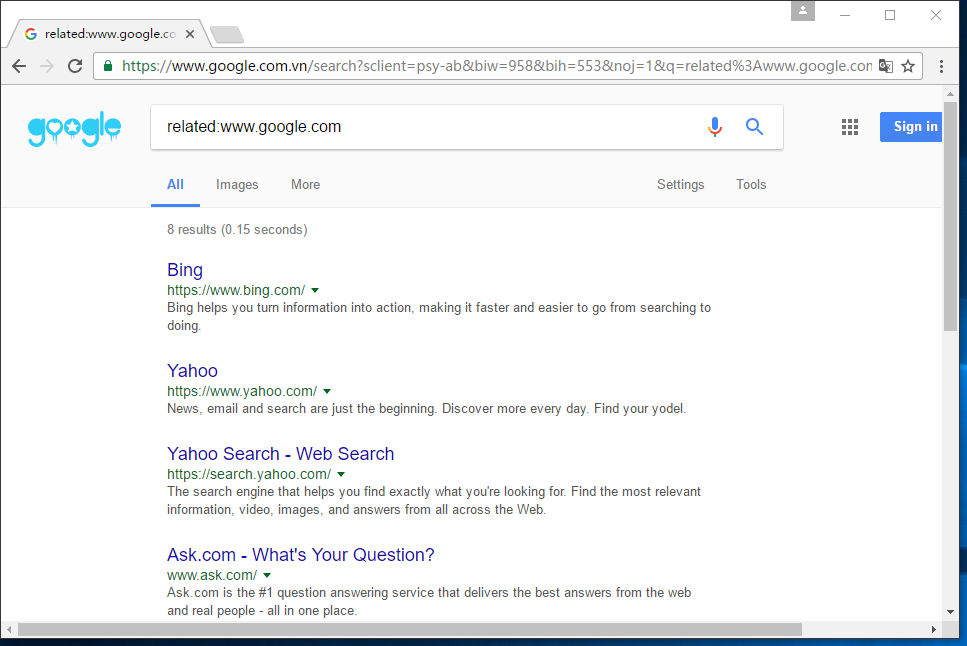 related:www.google.co
https://www.google.com.vn/search?sclient=psy-ab&biw=958&bih=553&noj=1&q=related%3Awww.google.com
google
related:www.google.com
Sign in
All Images More Settings Tools
8 results (0.15 seconds)
Bing
https://www.bing.com/
Bing helps you turn information into action, making it faster and easier to go from searching to
doing.
Yahoo
https://www.yahoo.com/
News, email and search are just the beginning. Discover more every day. Find your yodel.
Yahoo Search - Web Search
https://search.yahoo.com/
The search engine that helps you find exactly what you're looking for. Find the most relevant
information, video, images, and answers from all across the Web.
Ask.com - What's Your Question?
www.ask.com/
Ask.com is the #1 question answering service that delivers the best answers from the web
and real people - all in one place.